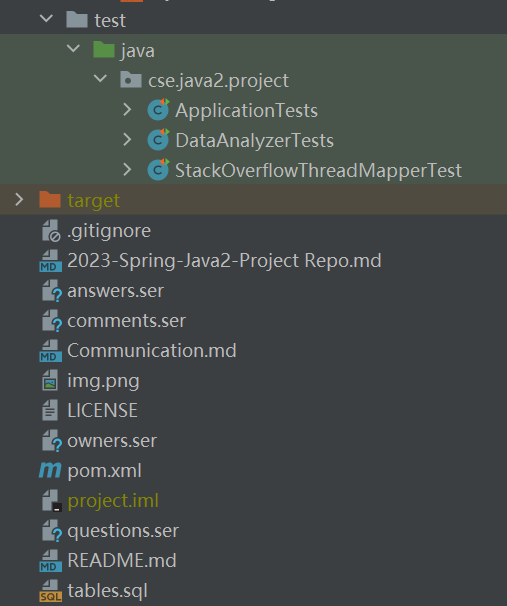 test
java
cse.java2.project
ApplicationTests
DataAnalyzerTests
StackOverflowThreadMapperTest
target
.gitignore
2023-Spring-Java2-Project Repo.md
answers.ser
comments.ser
Communication.md
img.png
LICENSE
owners.ser
pom.xml
project.iml
questions.ser
README.md
tables.sql